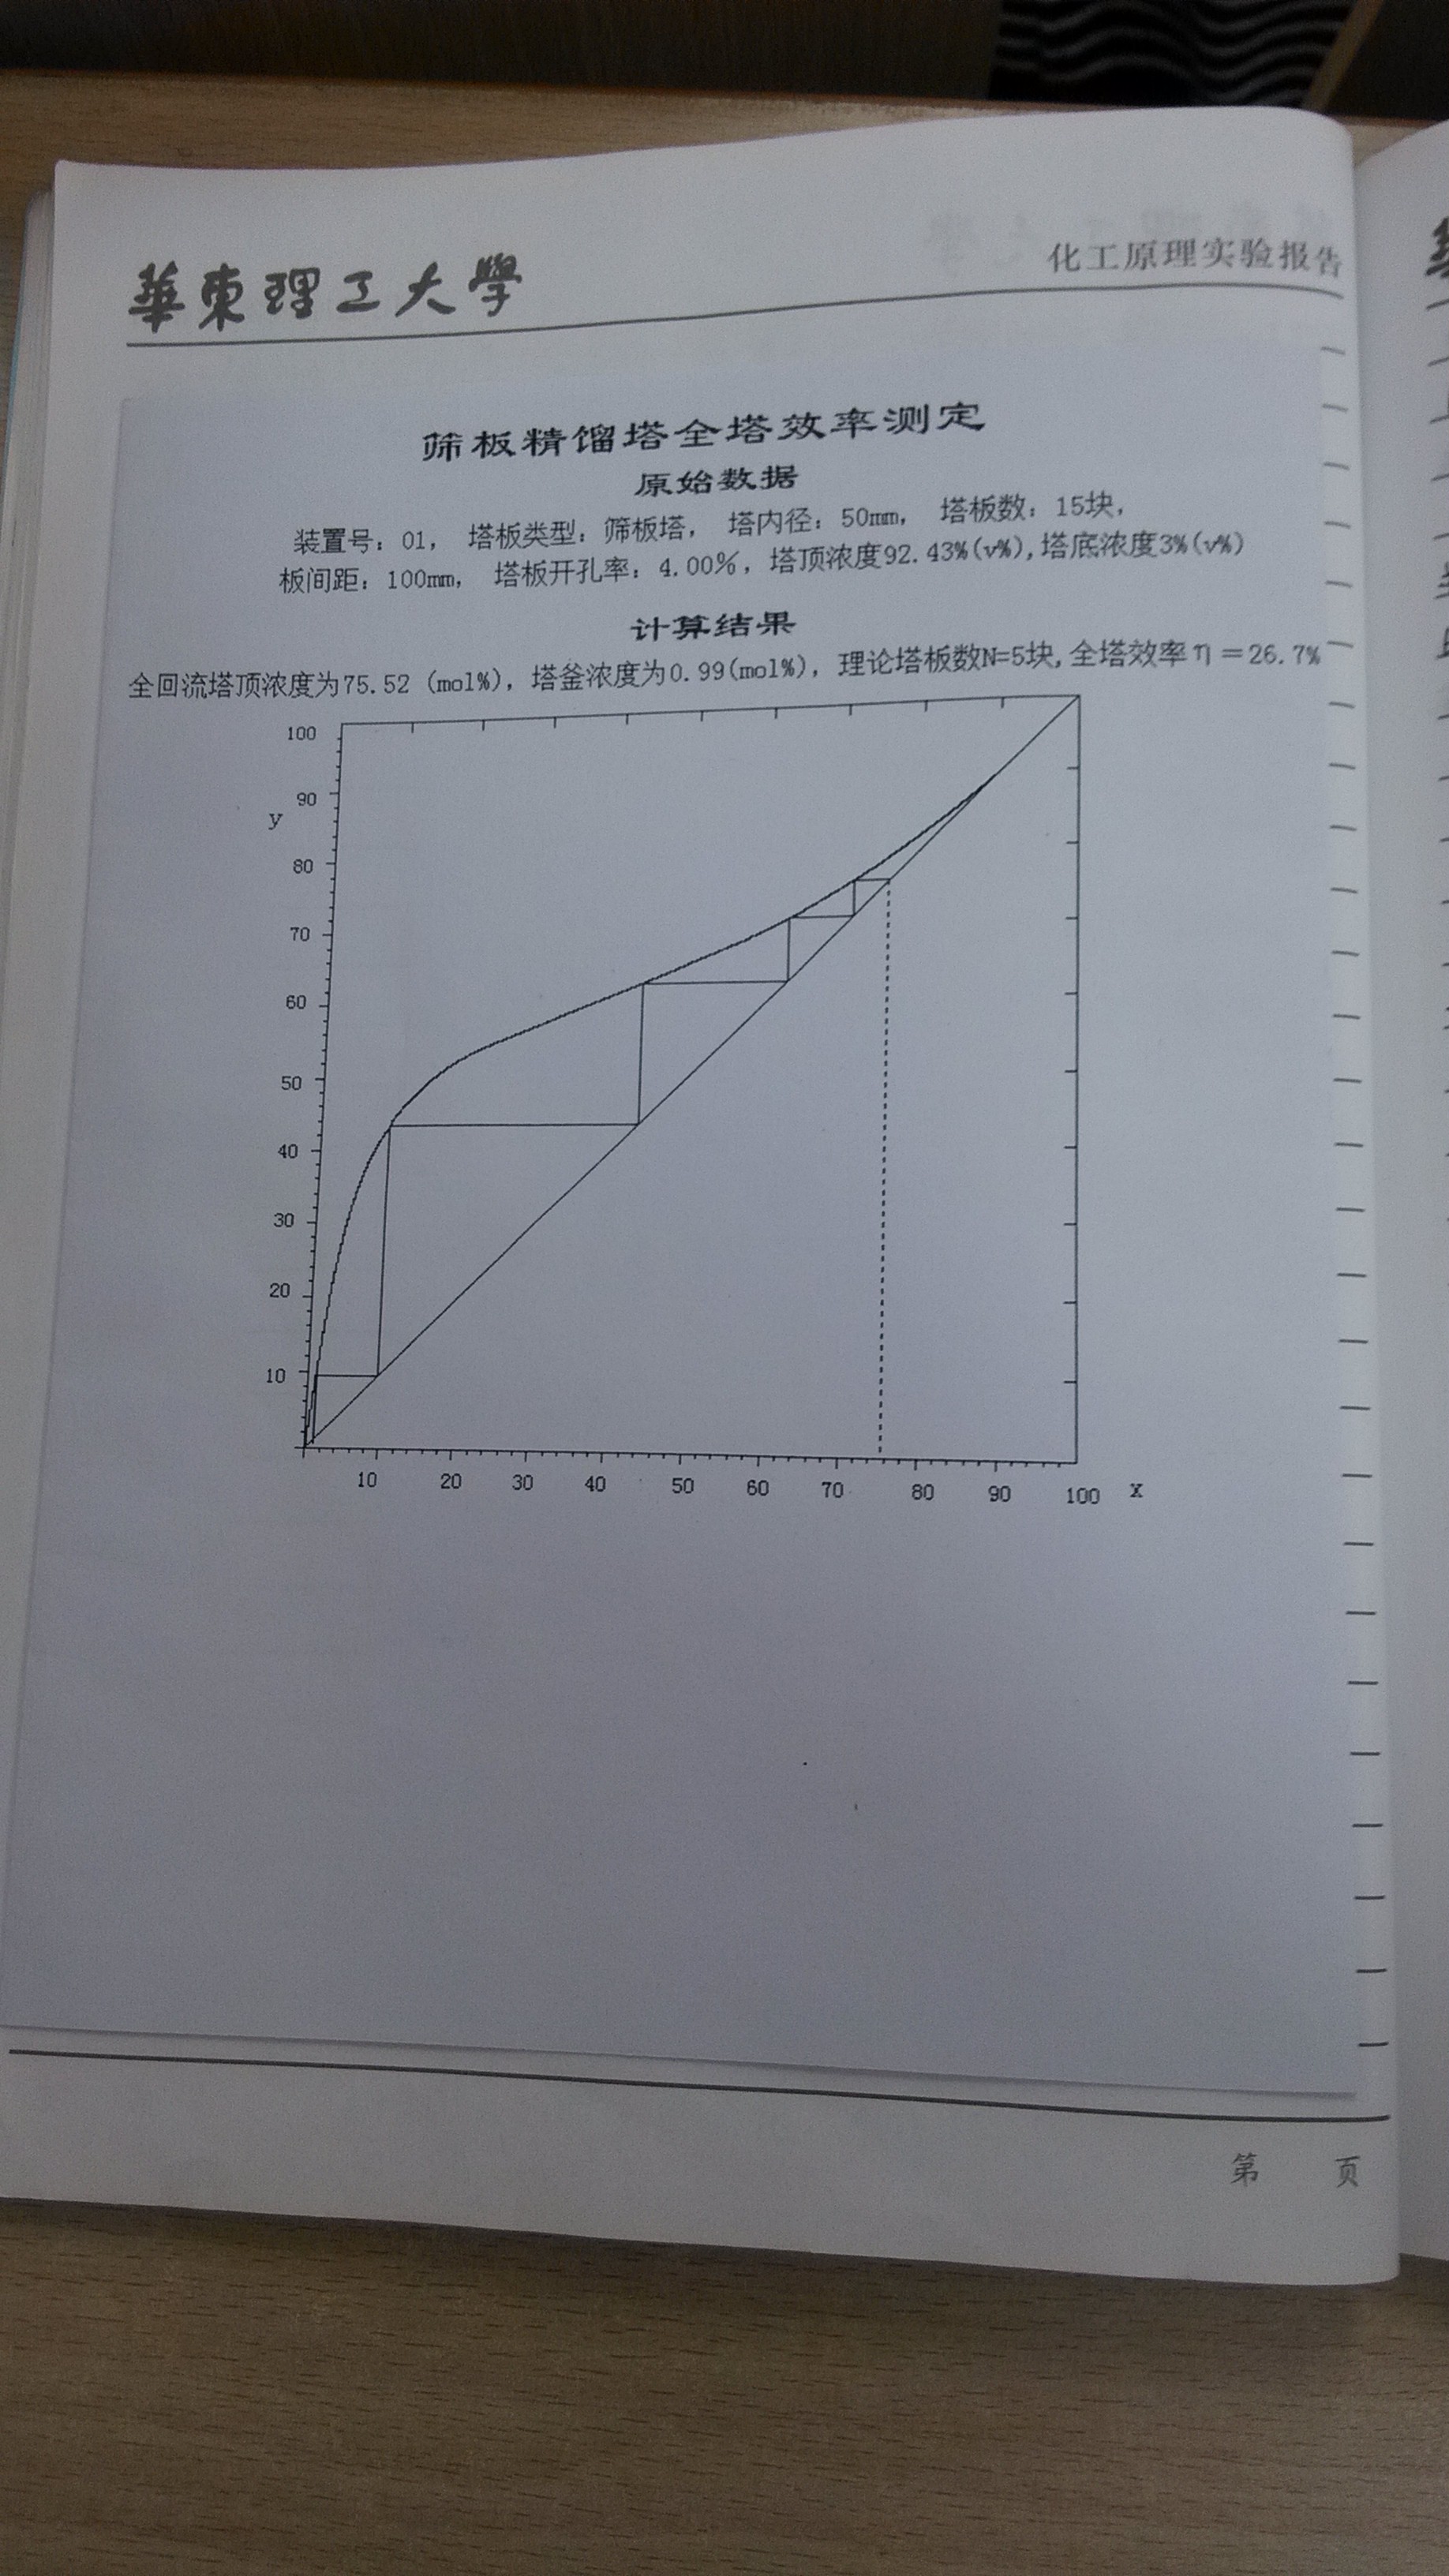 華東理工大學
化工原理实验报告
筛板精馏塔全塔效率测定
原始数据
装置号：01， 塔板类型：筛板塔， 塔内径：50mm， 塔板数：15块，
板间距：100mm， 塔板开孔率：4.00%，塔顶浓度92.43%(v%),塔底浓度3%(v%)
计算结果
全回流塔顶浓度为75.52 (mol%)，塔釜浓度为0.99(mol%)，理论塔板数N=5块,全塔效率η＝26.7%
100
90
y
80
70
60
50
40
30
20
10
10 20 30 40 50 60 70 80 90 100 x
第 页